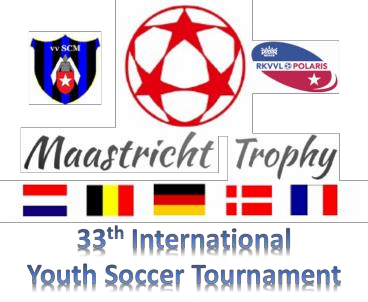 vv SCM
RKVVL POLARIS
Maastricht Trophy
33th International
Youth Soccer Tournament